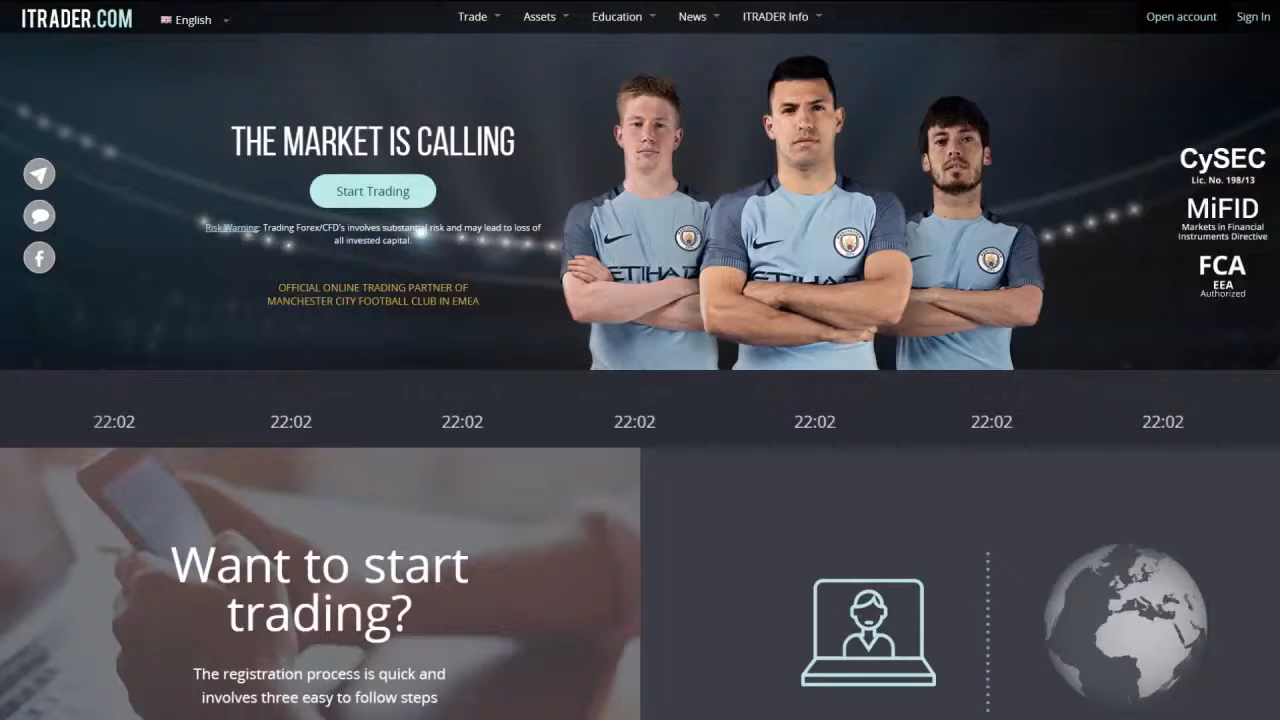 ITRADER.COM
English
Trade
Assets
Education
News
ITRADER Info
Open account
Sign In
THE MARKET IS CALLING
Start Trading
Risk Warning: Trading Forex/CFD's involves substantial risk and may lead to loss of
all invested capital.
OFFICIAL ONLINE TRADING PARTNER OF
MANCHESTER CITY FOOTBALL CLUB IN EMEA
ETIHAD
ETIHAD
CySEC
Lic. No. 198/13
MiFID
Markets in Financial
Instruments Directive
FCA
EEA
Authorized
22:02
22:02
22:02
22:02
22:02
22:02
22:02
Want to start
trading?
The registration process is quick and
involves three easy to follow steps